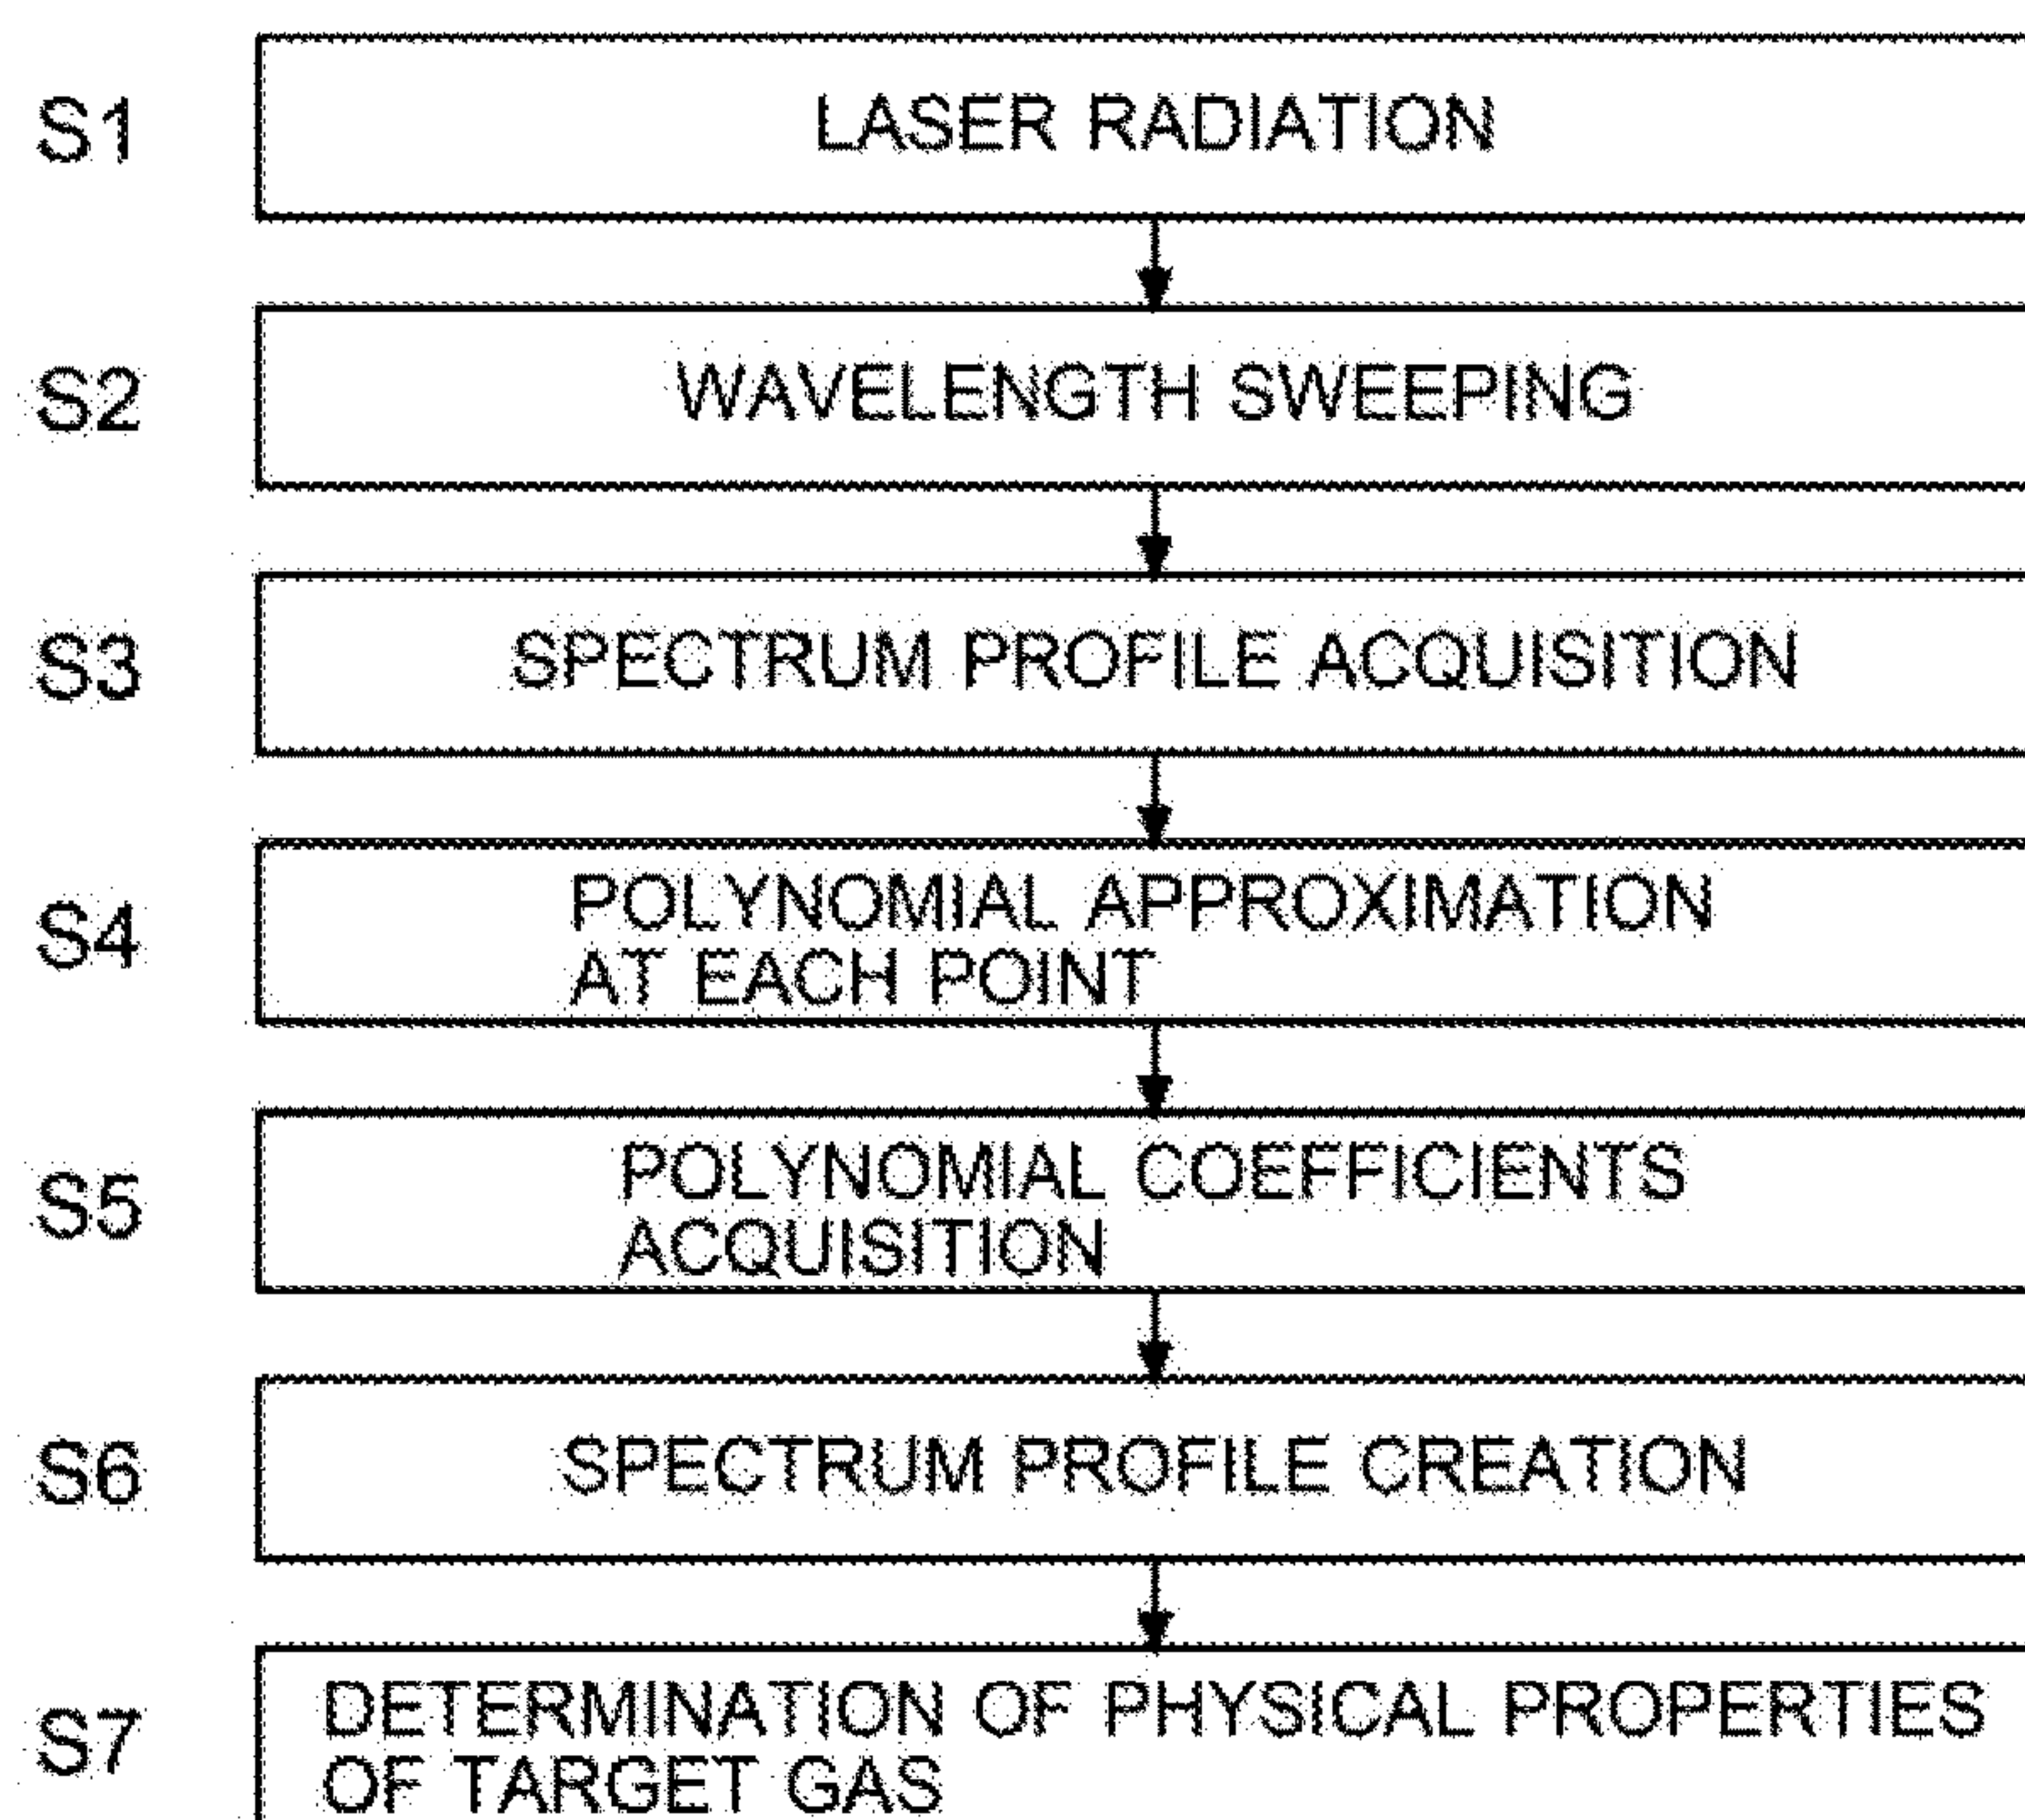 S1 LASER RADIATION
S2 WAVELENGTH SWEEPING
S3 SPECTRUM PROFILE ACQUISITION
S4 POLYNOMIAL APPROXIMATION
AT EACH POINT
S5 POLYNOMIAL COEFFICIENTS
ACQUISITION
S6 SPECTRUM PROFILE CREATION
S7 DETERMINATION OF PHYSICAL PROPERTIES
OF TARGET GAS